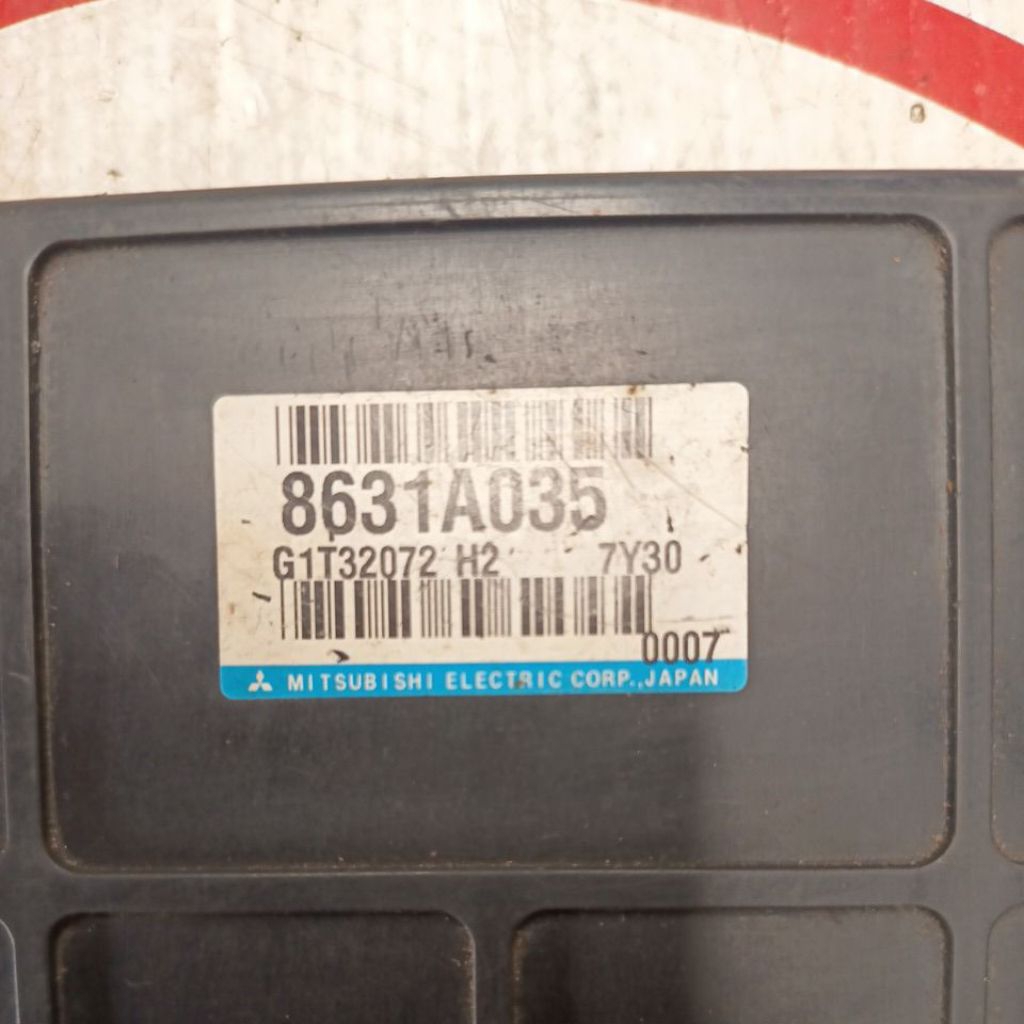 8631A035
G1T32072 H2 7Y30
0007
MITSUBISHI ELECTRIC CORP., JAPAN